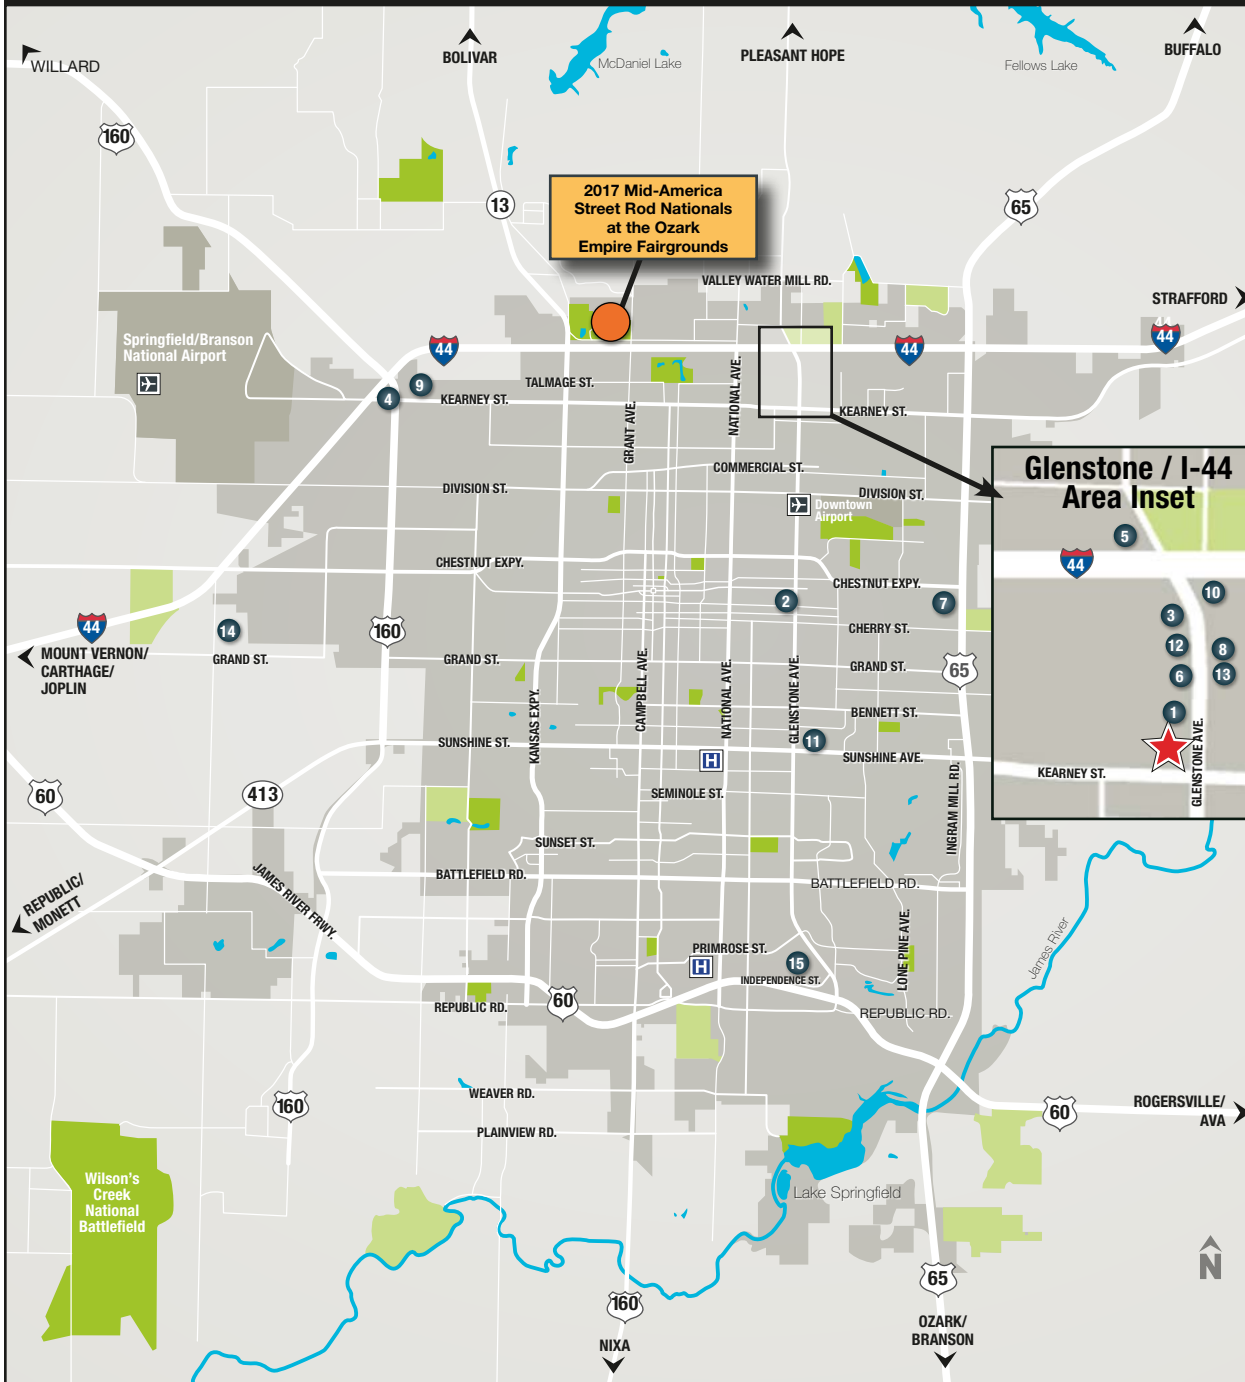 WILLARD
BOLIVAR
McDaniel Lake
PLEASANT HOPE
Fellows Lake
BUFFALO
160
13
65
2017 Mid-America
Street Rod Nationals
at the Ozark
Empire Fairgrounds
VALLEY WATER MILL RD.
STRAFFORD
44
44
Springfield/Branson
National Airport
44
44
9
4
TALMAGE ST.
KEARNEY ST.
GRANT AVE.
NATIONAL AVE.
KEARNEY ST.
COMMERCIAL ST.
DIVISION ST.
DIVISION ST.
Downtown
Airport
Glenstone / I-44
Area Inset
5
44
10
3
12
8
6
13
1
KEARNEY ST.
GLENSTONE AVE.
CHESTNUT EXPY.
CHESTNUT EXPY.
2
7
CHERRY ST.
44
14
160
MOUNT VERNON/
CARTHAGE/
JOPLIN
GRAND ST.
GRAND ST.
GRAND ST.
65
KANSAS EXPY.
CAMPBELL AVE.
NATIONAL AVE.
GLENSTONE AVE.
BENNETT ST.
SUNSHINE ST.
11
SUNSHINE AVE.
H
INGRAM MILL RD.
60
413
SEMINOLE ST.
SUNSET ST.
BATTLEFIELD RD.
BATTLEFIELD RD.
JAMES RIVER FRWY.
REPUBLIC/
MONETT
LONE PINE AVE.
James River
PRIMROSE ST.
H
15
INDEPENDENCE ST.
60
REPUBLIC RD.
REPUBLIC RD.
160
WEAVER RD.
PLAINVIEW RD.
60
ROGERSVILLE/
AVA
Wilson's
Creek
National
Battlefield
Lake Springfield
N
65
160
NIXA
OZARK/
BRANSON